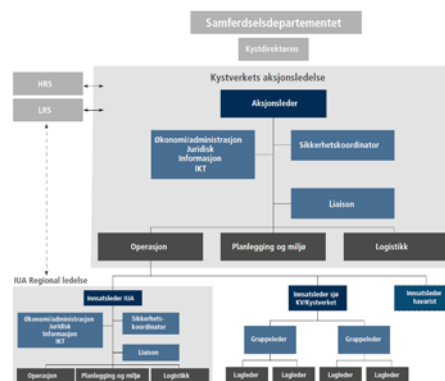 Samferdselsdepartementet
Kystdirektøren
HRS
LRS
Kystverkets aksjonsledelse
Aksjonsleder
Økonomi/administrasjon
Juridisk
Informasjon
IKT
Sikkerhetskoordinator
Liaison
Operasjon
Planlegging og miljø
Logistikk
IUA Regional ledelse
Innsatsleder IUA
Økonomi/administrasjon
Juridisk
Informasjon
IKT
Sikkerhets-
koordinator
Liaison
Operasjon
Planlegging og miljø
Logistikk
Innsatsleder sjø
KV/Kystverket
Innsatsleder
havarist
Gruppeleder
Gruppeleder
Lagleder
Lagleder
Lagleder
Lagleder